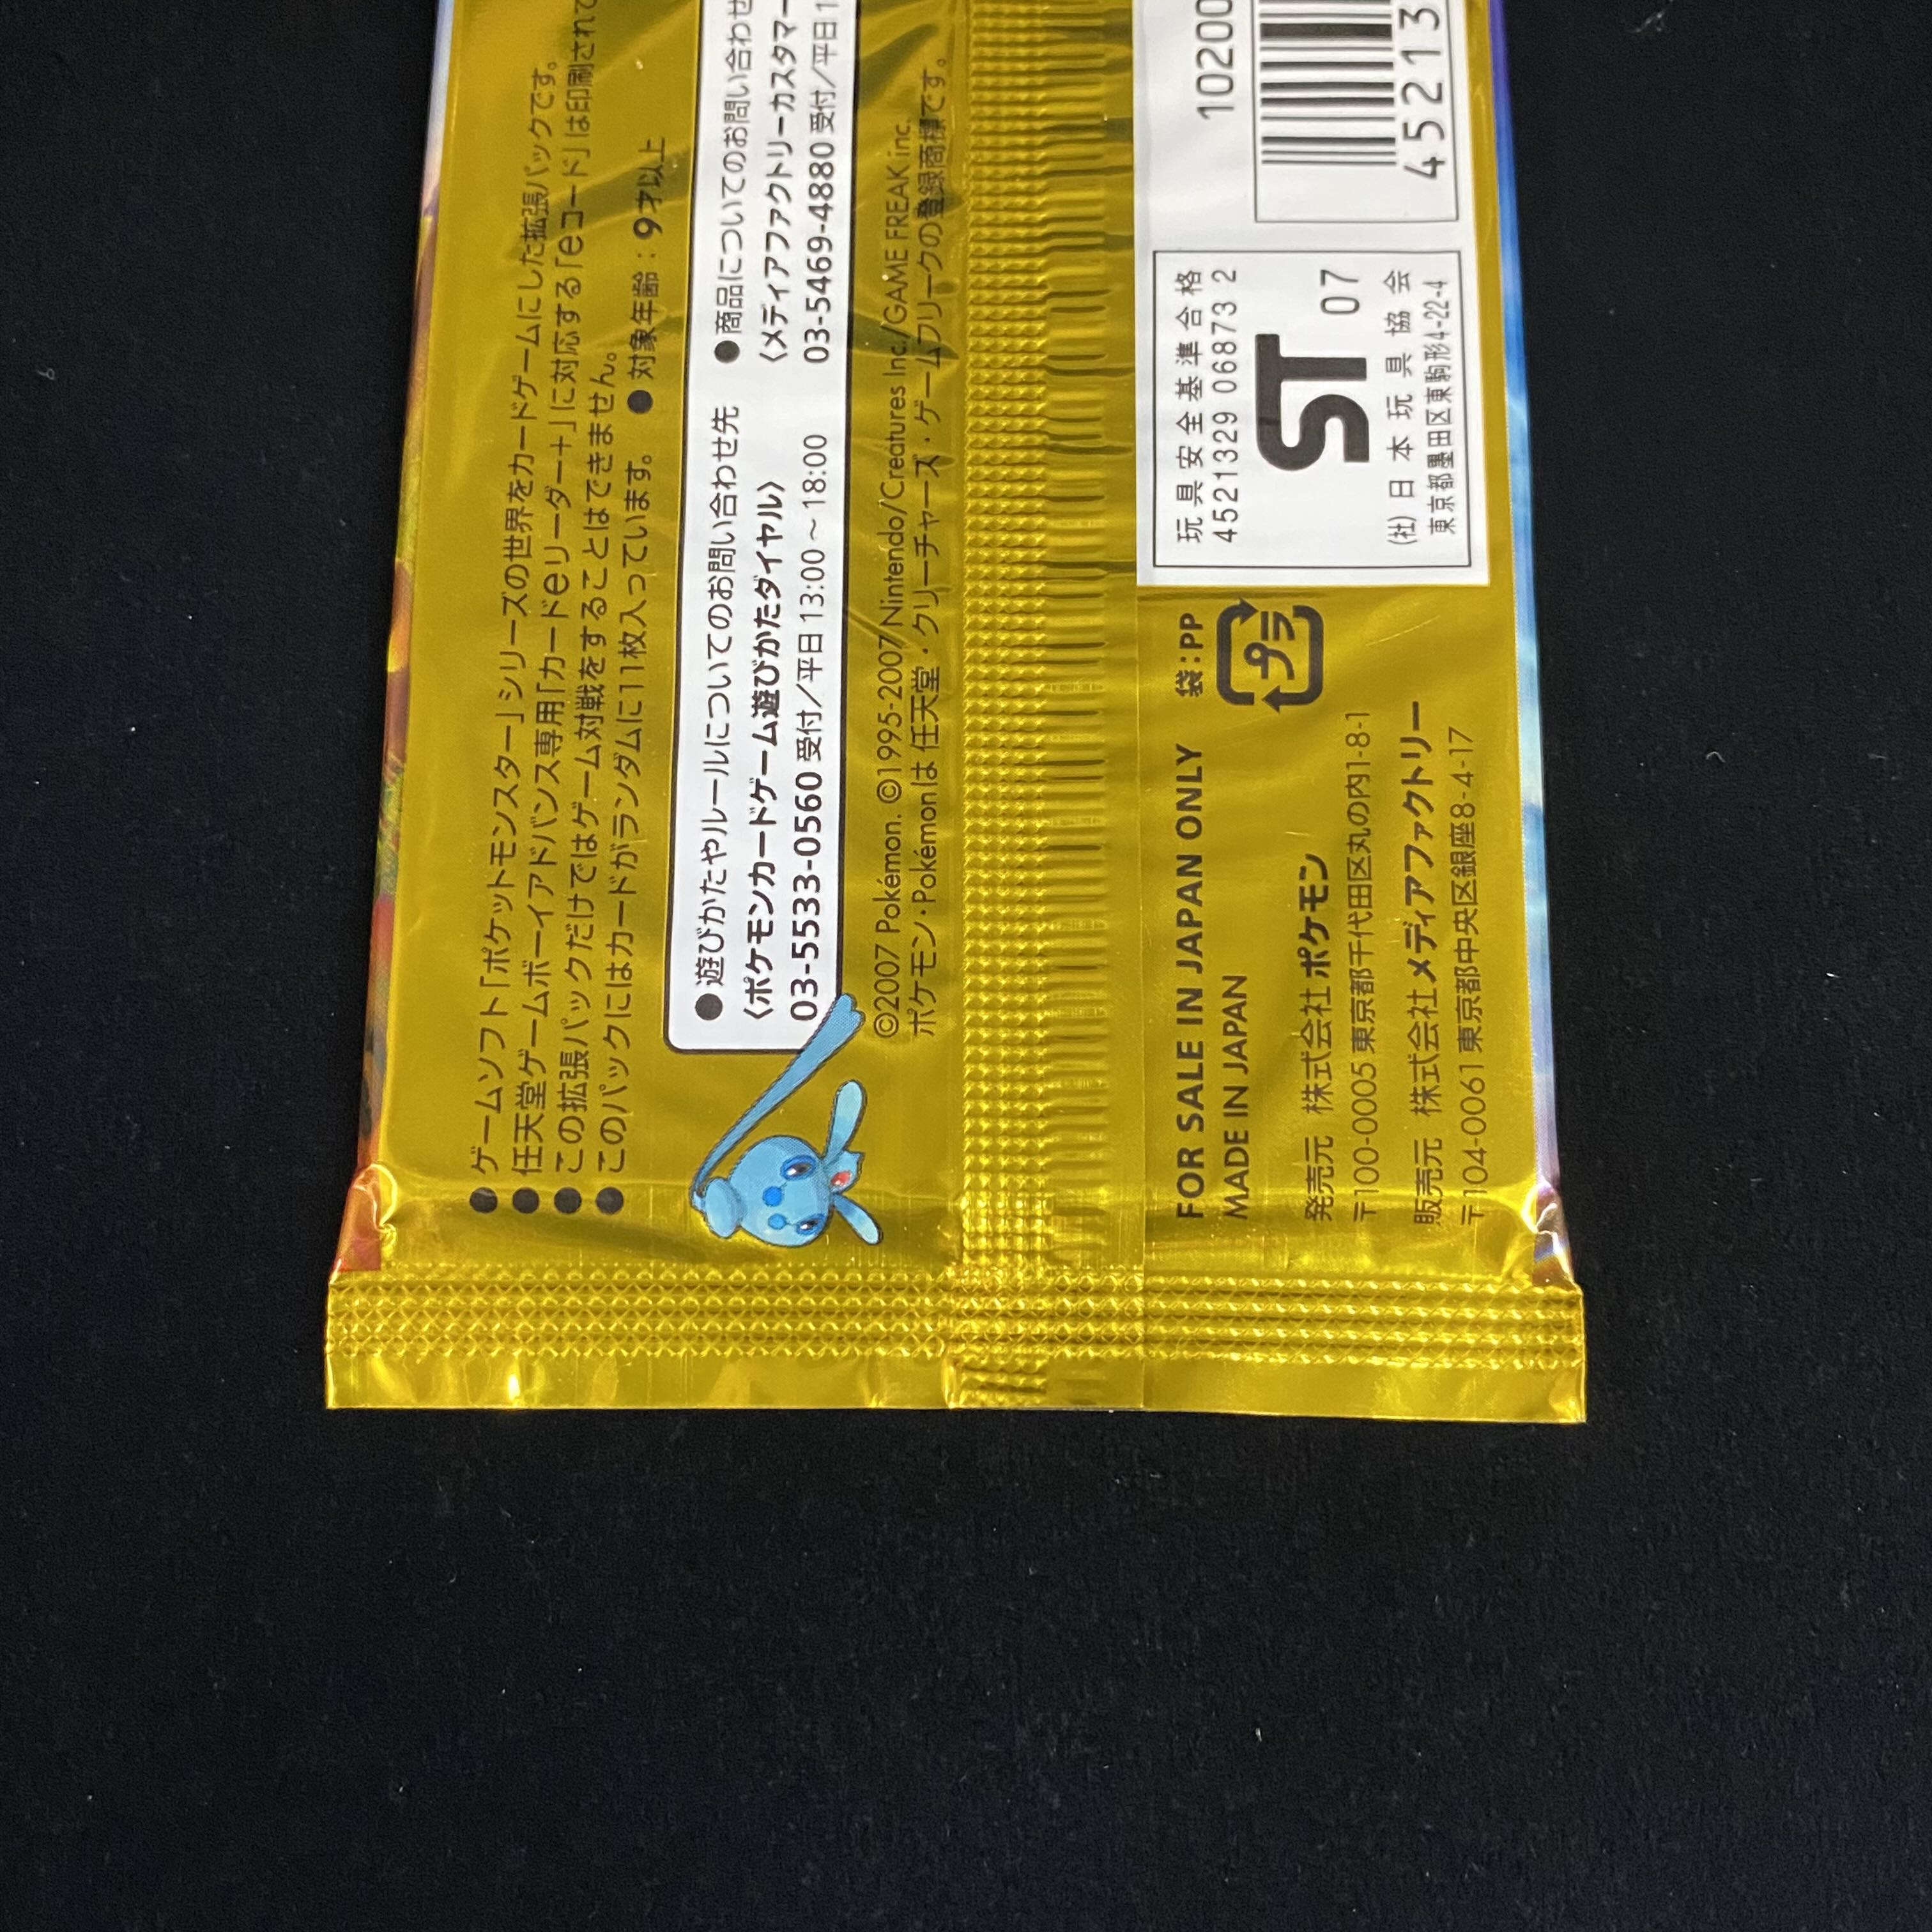 ●ゲームソフト「ポケットモンスター」シリーズの世界をカードゲームにした拡張パックです。
●任天堂ゲームボーイアドバンス専用「カードeリーダー+」に対応する「eコード」は印刷されて
●この拡張パックだけではゲーム対戦をすることはできません。
●このパックにはカードがランダムに11枚入っています。 ●対象年齢：9才以上
●遊びかたやルールについてのお問い合わせ先
〈ポケモンカードゲーム遊びかたダイヤル〉
03-5533-0560 受付／平日 13:00～18:00
●商品についてのお問い合わせ
〈メディアファクトリーカスタマー
03-5469-4880 受付／平日 1
©2007 Pokémon. ©1995-2007 Nintendo/Creatures Inc./GAME FREAK inc.
ポケモン・Pokémonは任天堂・クリーチャーズ・ゲームフリークの登録商標です。
FOR SALE IN JAPAN ONLY
MADE IN JAPAN
袋：PP
プラ
発売元 株式会社ポケモン
〒100-0005 東京都千代田区丸の内1-8-1
販売元 株式会社メディアファクトリー
〒104-0061 東京都中央区銀座8-4-17
玩具安全基準合格
4521329 06873 2
ST 07
(社)日本玩具協会
東京都墨田区東駒形4-22-4
10200
45213